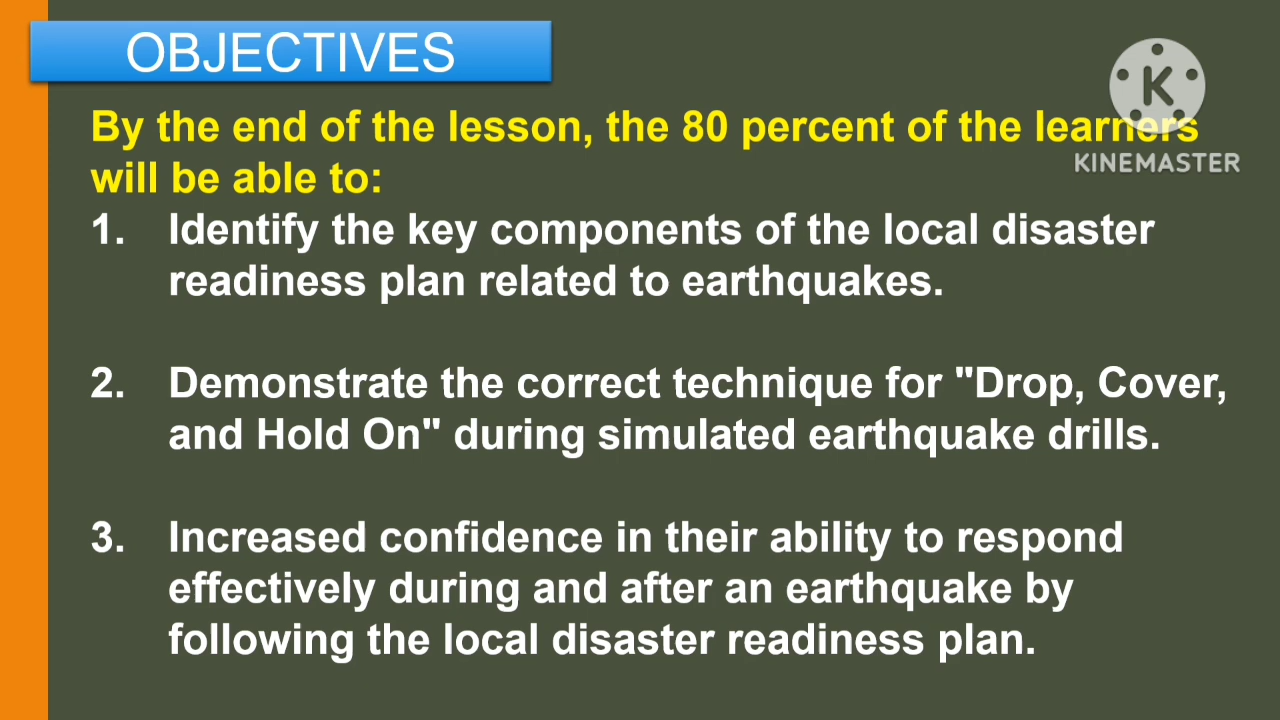 OBJECTIVES
By the end of the lesson, the 80 percent of the learners
will be able to:
1. Identify the key components of the local disaster
readiness plan related to earthquakes.
2. Demonstrate the correct technique for "Drop, Cover,
and Hold On" during simulated earthquake drills.
3. Increased confidence in their ability to respond
effectively during and after an earthquake by
following the local disaster readiness plan.
K
KINEMASTER